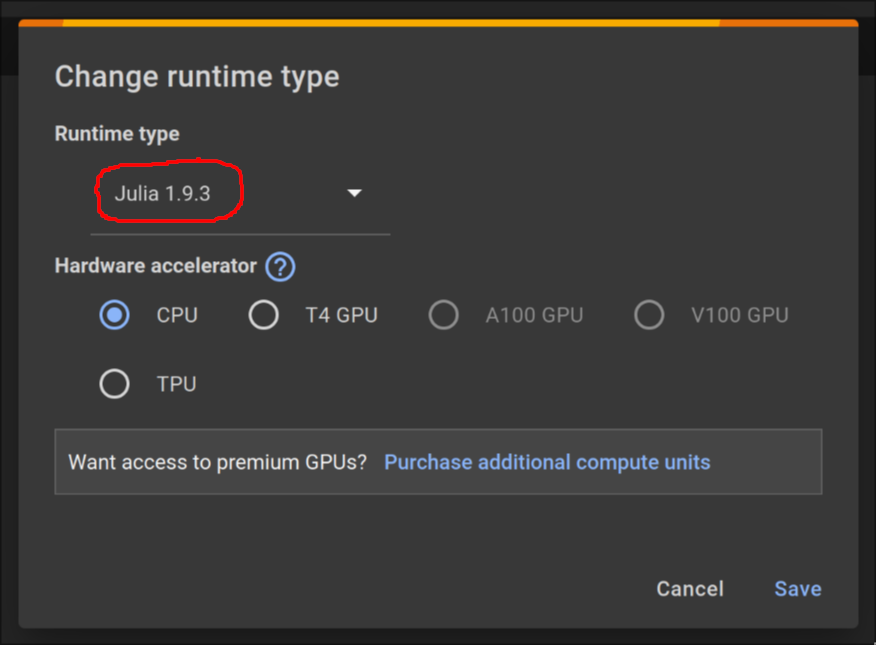 Change runtime type
Runtime type
Julia 1.9.3
Hardware accelerator ?
CPU T4 GPU A100 GPU V100 GPU
TPU
Want access to premium GPUs? Purchase additional compute units
Cancel Save